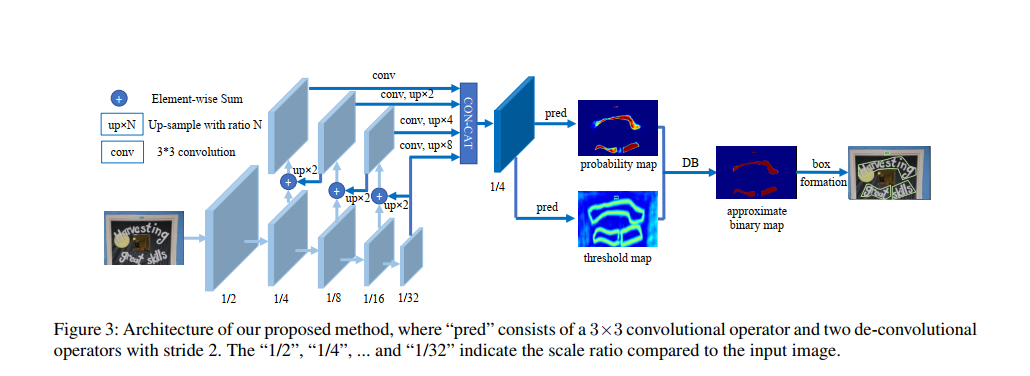 conv
conv, up×2
conv, up×4
conv, up×8
CON-CAT
+ Element-wise Sum
up×N Up-sample with ratio N
conv 3*3 convolution
up×2
up×2
up×2
+
+
+
1/2
1/4
1/8
1/16
1/32
1/4
pred
pred
probability map
threshold map
DB
approximate
binary map
box
formation
Harvesting
great skills
Harvesting
great skills
Figure 3: Architecture of our proposed method, where “pred” consists of a 3×3 convolutional operator and two de-convolutional
operators with stride 2. The “1/2”, “1/4”, ... and “1/32” indicate the scale ratio compared to the input image.